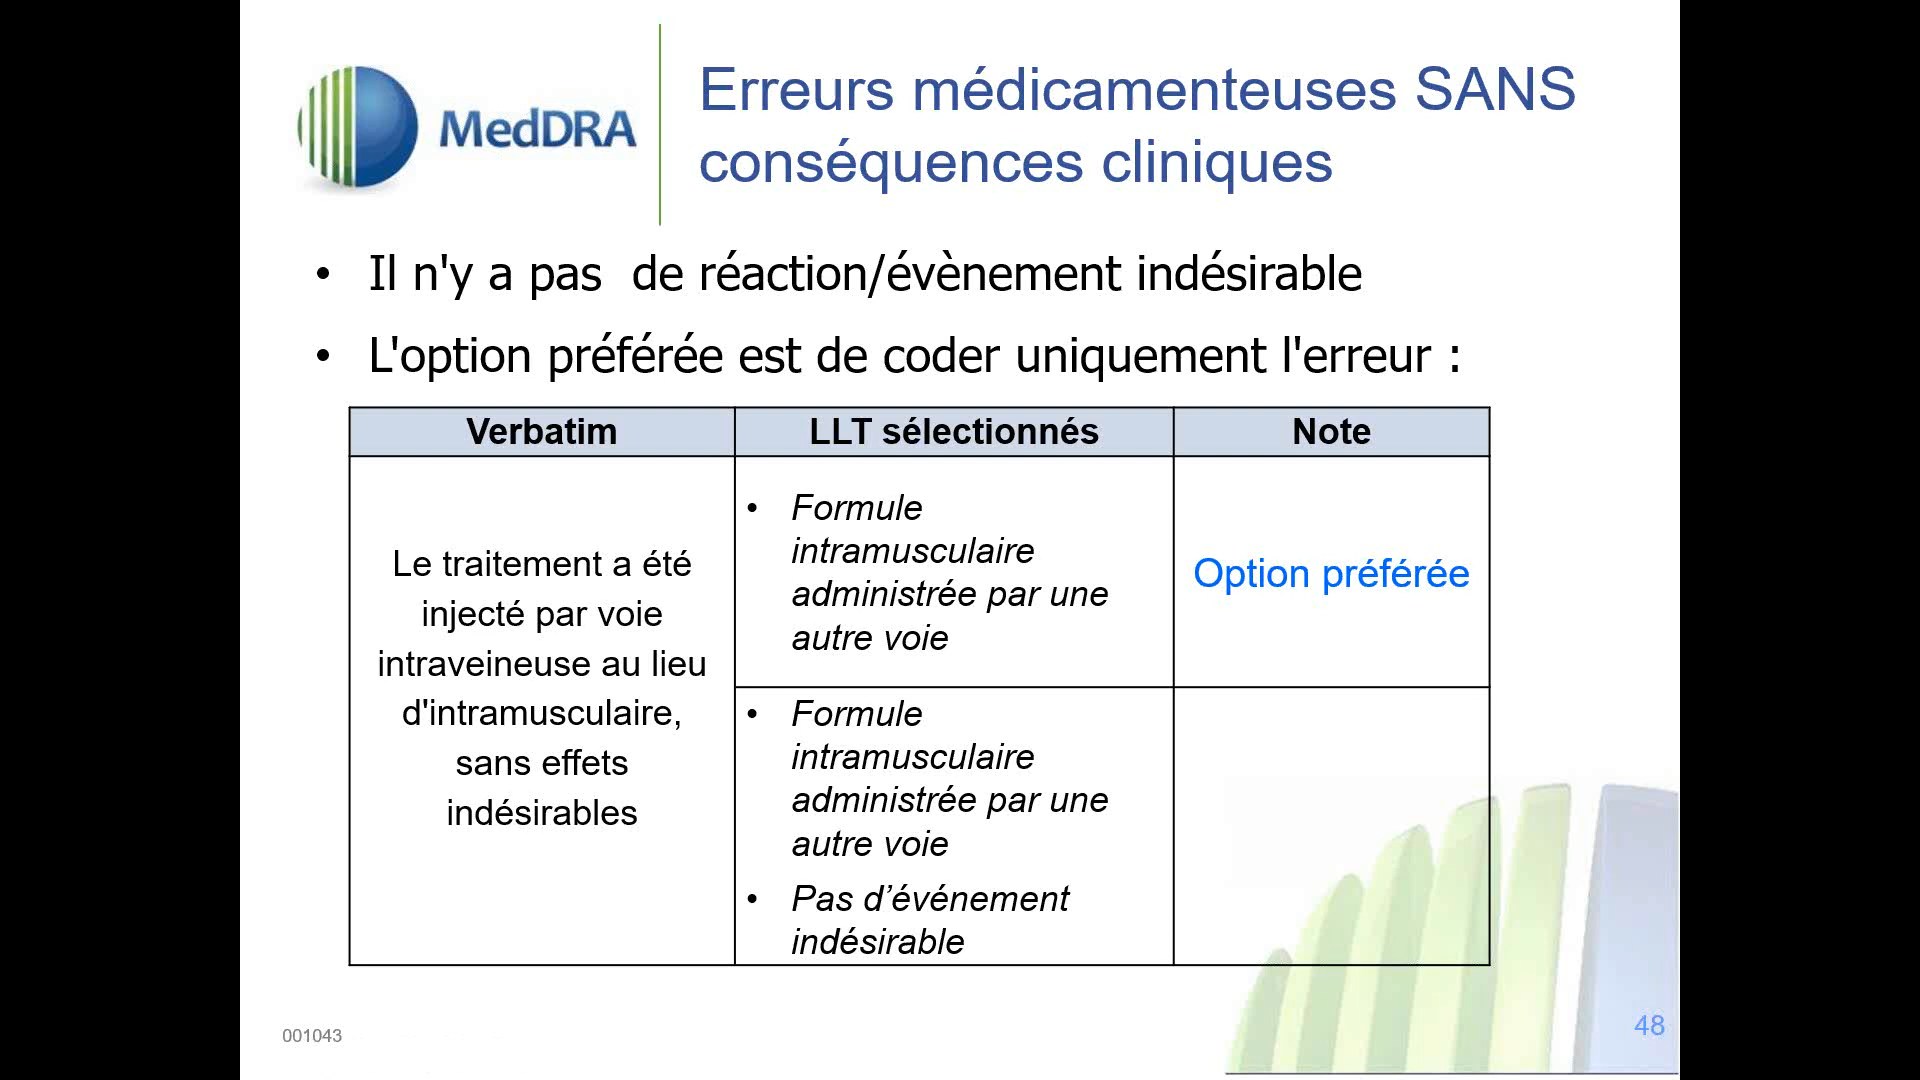 MedDRA
Erreurs médicamenteuses SANS
conséquences cliniques
• Il n'y a pas  de réaction/évènement indésirable
• L'option préférée est de coder uniquement l'erreur :
Verbatim
LLT sélectionnés
Note
Le traitement a été
injecté par voie
intraveineuse au lieu
d'intramusculaire,
sans effets
indésirables
• Formule
intramusculaire
administrée par une
autre voie
Option préférée
• Formule
intramusculaire
administrée par une
autre voie
• Pas d’événement
indésirable
001043
48